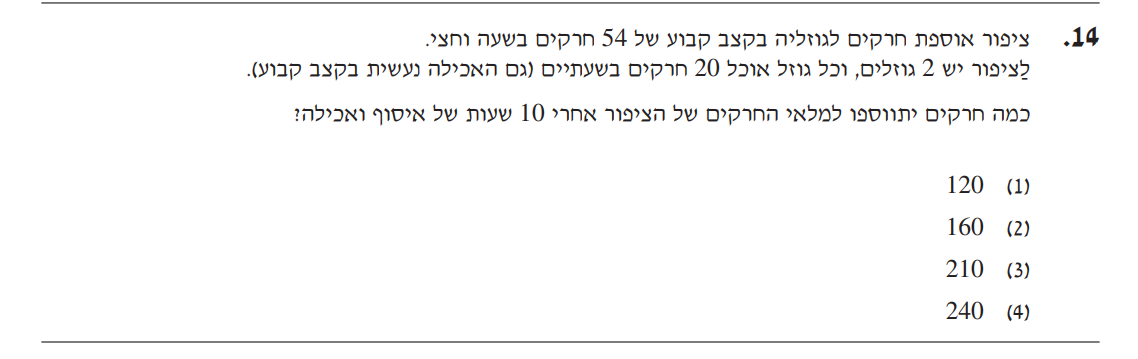 14. ציפור אוספת חרקים לגוזליה בקצב קבוע של 54 חרקים בשעה וחצי.
לַציפור יש 2 גוזלים, וכל גוזל אוכל 20 חרקים בשעתיים (גם האכילה נעשית בקצב קבוע).
כמה חרקים יתווספו למלאי החרקים של הציפור אחרי 10 שעות של איסוף ואכילה?
(1) 120
(2) 160
(3) 210
(4) 240